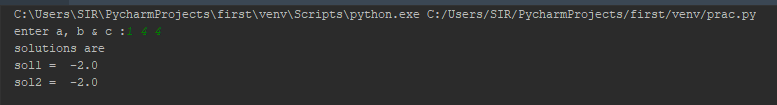 C:\Users\SIR\PycharmProjects\first\venv\Scripts\python.exe C:/Users/SIR/PycharmProjects/first/venv/prac.py
enter a, b & c :1 4 4
solutions are
sol1 =  -2.0
sol2 =  -2.0